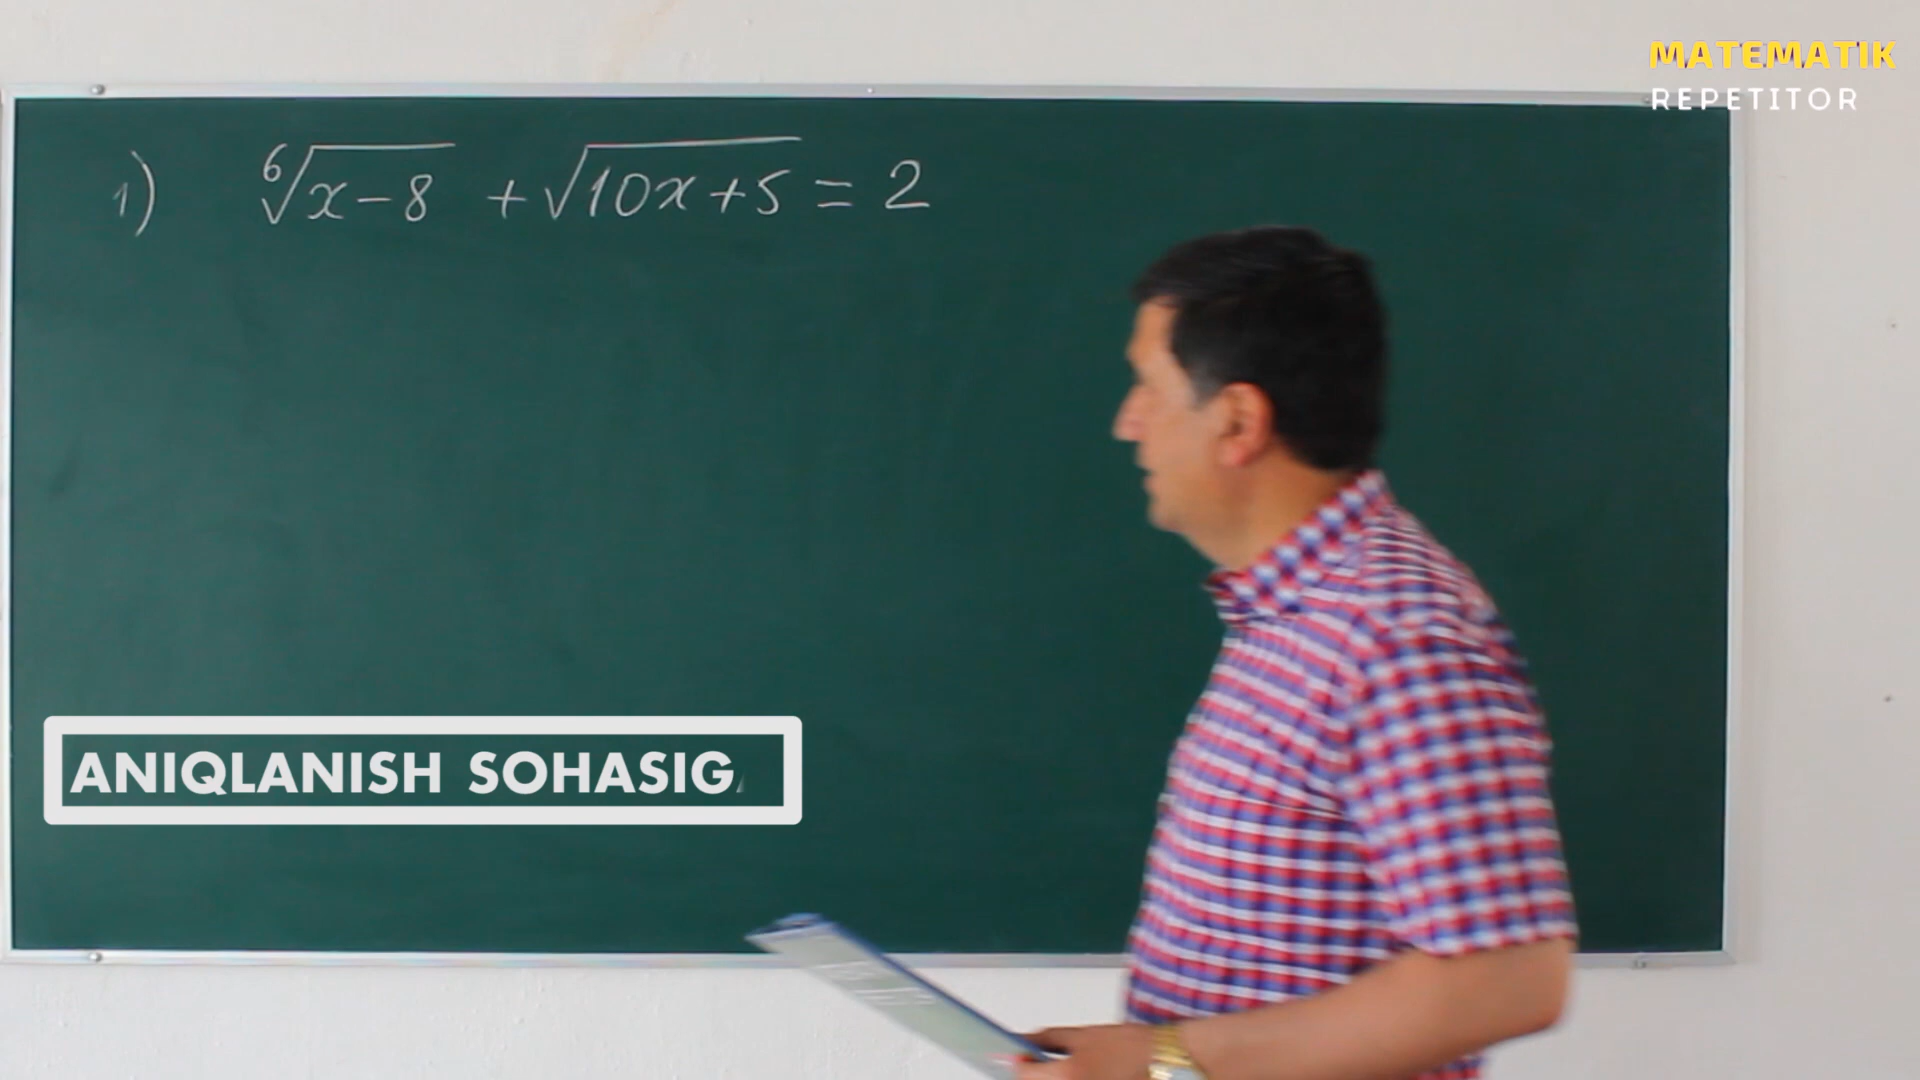 MATEMATIK
REPETITOR
1) ⁶√(x-8) + √(10x+5) = 2
ANIQLANISH SOHASIG